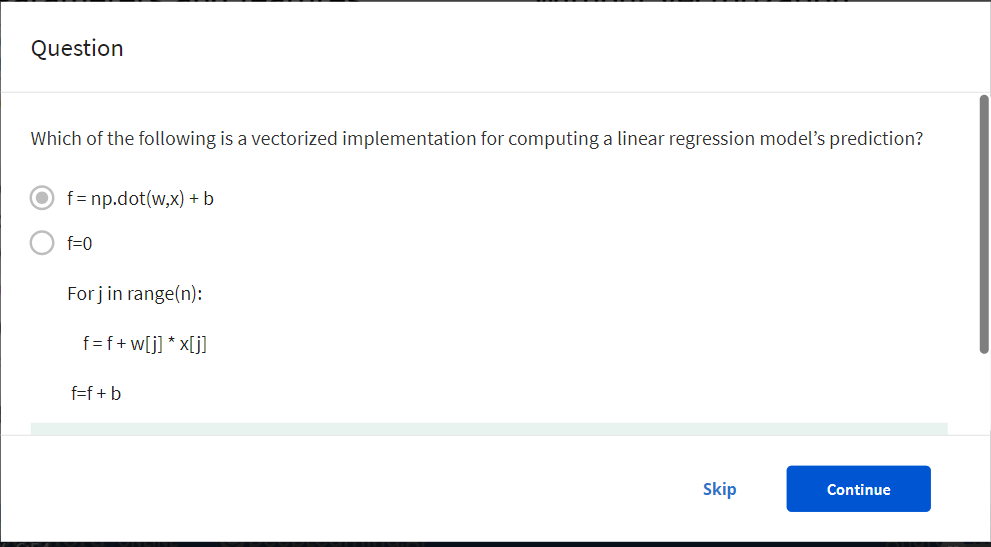 Question
Which of the following is a vectorized implementation for computing a linear regression model’s prediction?
f = np.dot(w,x) + b
f=0
For j in range(n):
f = f + w[j] * x[j]
f=f + b
Skip
Continue